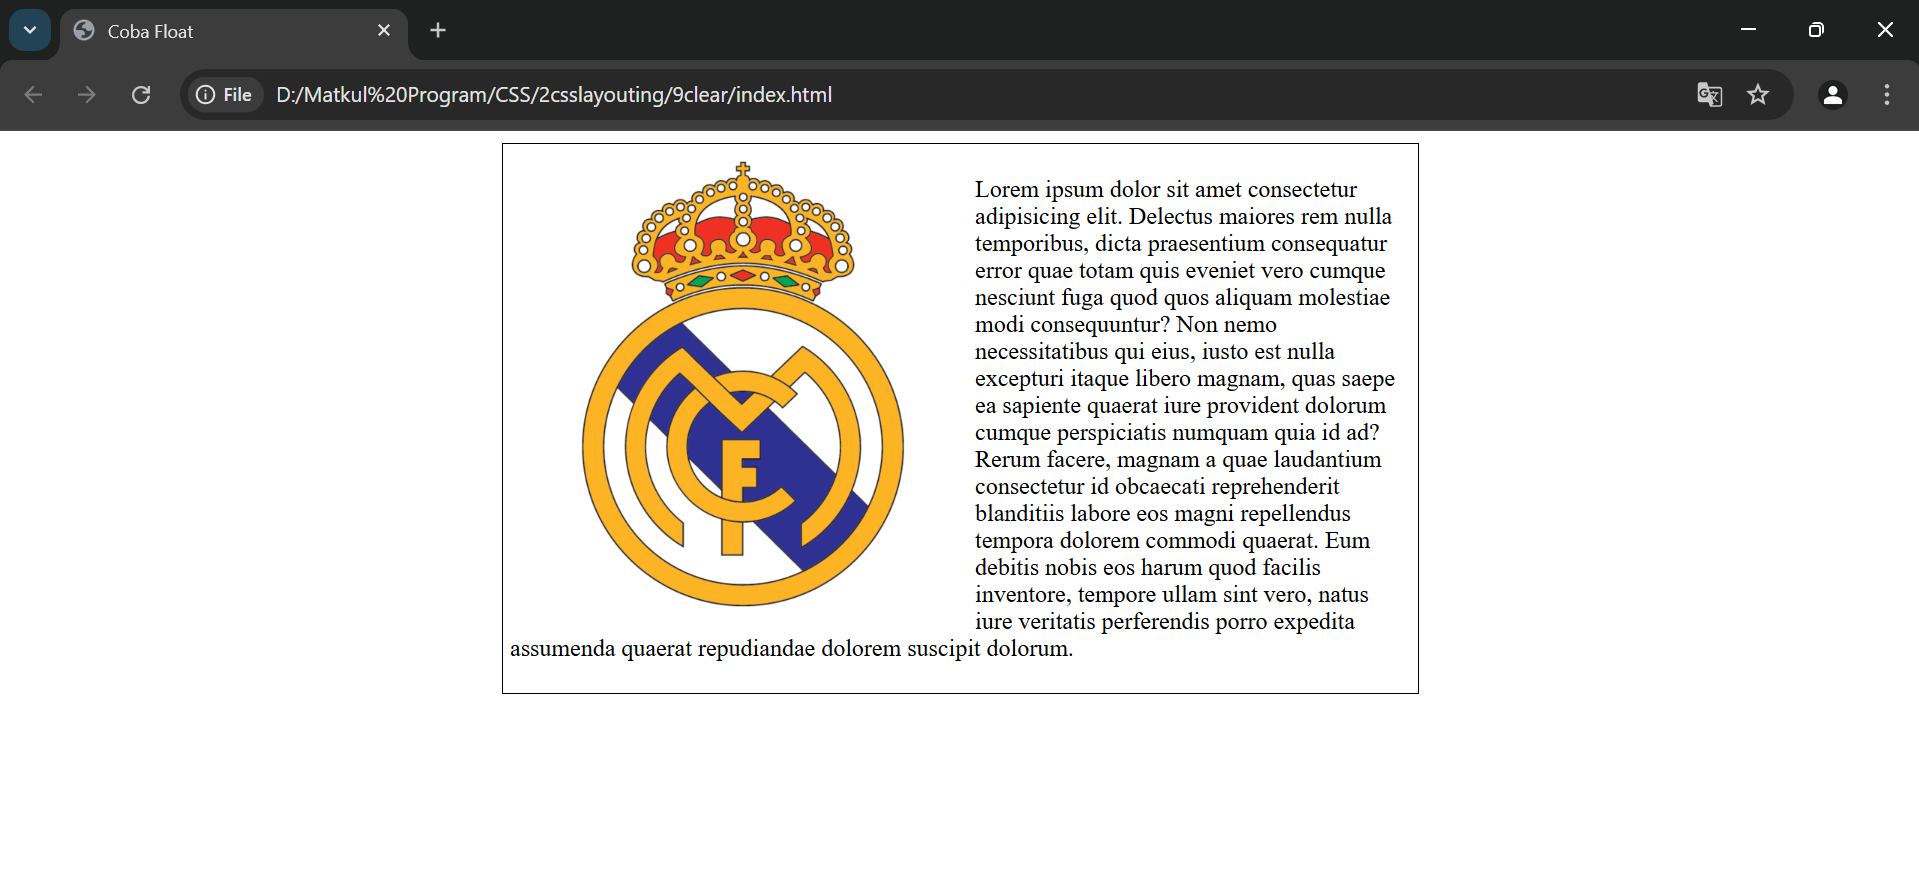 Coba Float
File
D:/Matkul%20Program/CSS/2csslayouting/9clear/index.html
Lorem ipsum dolor sit amet consectetur
adipisicing elit. Delectus maiores rem nulla
temporibus, dicta praesentium consequatur
error quae totam quis eveniet vero cumque
nesciunt fuga quod quos aliquam molestiae
modi consequuntur? Non nemo
necessitatibus qui eius, iusto est nulla
excepturi itaque libero magnam, quas saepe
ea sapiente quaerat iure provident dolorum
cumque perspiciatis numquam quia id ad?
Rerum facere, magnam a quae laudantium
consectetur id obcaecati reprehenderit
blanditiis labore eos magni repellendus
tempora dolorem commodi quaerat. Eum
debitis nobis eos harum quod facilis
inventore, tempore ullam sint vero, natus
iure veritatis perferendis porro expedita
assumenda quaerat repudiandae dolorem suscipit dolorum.
MCF